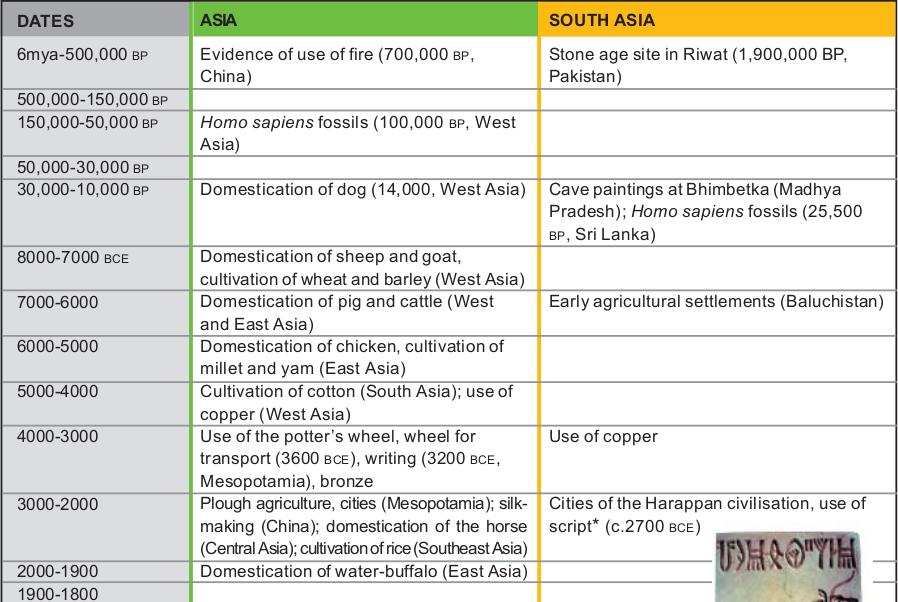 DATES ASIA SOUTH ASIA
6mya-500,000 BP Evidence of use of fire (700,000 BP, Stone age site in Riwat (1,900,000 BP,
China) Pakistan)
500,000-150,000 BP
150,000-50,000 BP Homo sapiens fossils (100,000 BP, West
Asia)
50,000-30,000 BP
30,000-10,000 BP Domestication of dog (14,000, West Asia) Cave paintings at Bhimbetka (Madhya
Pradesh); Homo sapiens fossils (25,500
BP, Sri Lanka)
8000-7000 BCE Domestication of sheep and goat,
cultivation of wheat and barley (West Asia)
7000-6000 Domestication of pig and cattle (West Early agricultural settlements (Baluchistan)
and East Asia)
6000-5000 Domestication of chicken, cultivation of
millet and yam (East Asia)
5000-4000 Cultivation of cotton (South Asia); use of
copper (West Asia)
4000-3000 Use of the potter's wheel, wheel for Use of copper
transport (3600 BCE), writing (3200 BCE,
Mesopotamia), bronze
3000-2000 Plough agriculture, cities (Mesopotamia); silk- Cities of the Harappan civilisation, use of
making (China); domestication of the horse script* (c.2700 BCE)
(Central Asia); cultivation of rice (Southeast Asia)
2000-1900 Domestication of water-buffalo (East Asia)
1900-1800